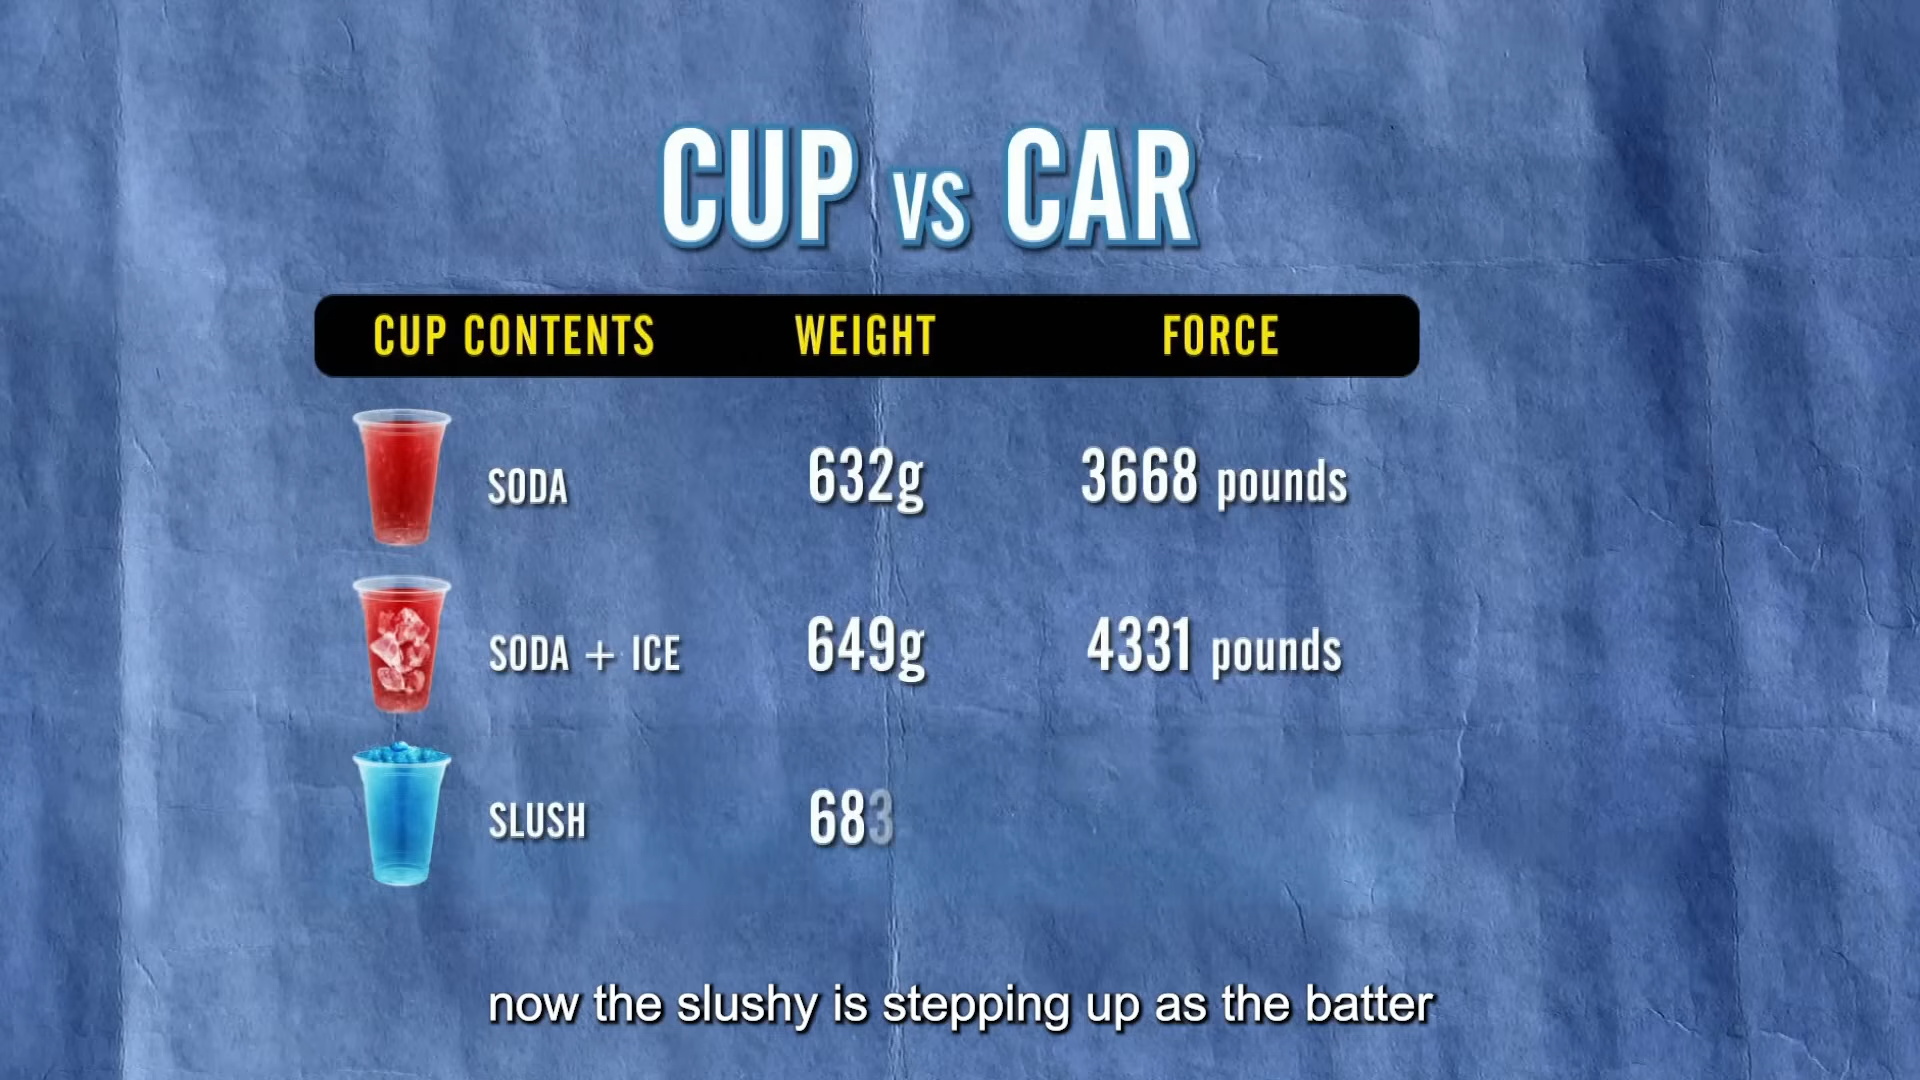 CUP VS CAR
CUP CONTENTS WEIGHT FORCE
SODA 632g 3668 pounds
SODA + ICE 649g 4331 pounds
SLUSH 683
now the slushy is stepping up as the batter